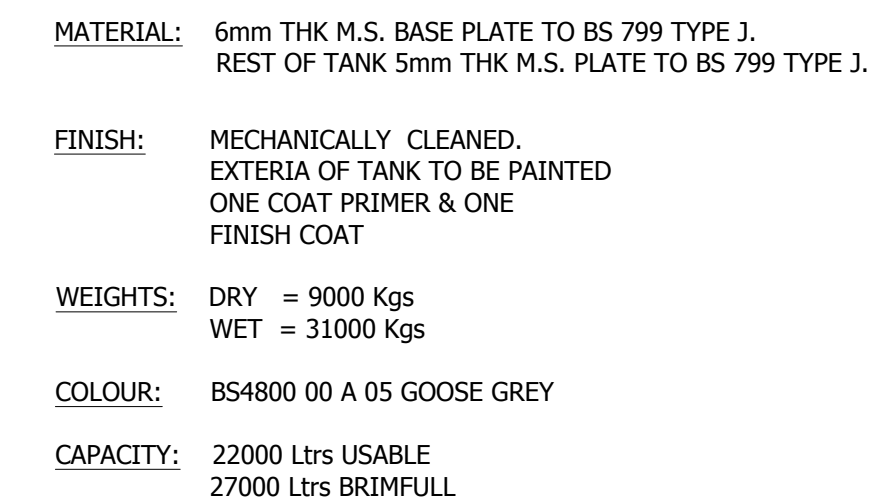 MATERIAL: 6mm THK M.S. BASE PLATE TO BS 799 TYPE J.
REST OF TANK 5mm THK M.S. PLATE TO BS 799 TYPE J.
FINISH: MECHANICALLY CLEANED.
EXTERIA OF TANK TO BE PAINTED
ONE COAT PRIMER & ONE
FINISH COAT
WEIGHTS: DRY = 9000 Kgs
WET = 31000 Kgs
COLOUR: BS4800 00 A 05 GOOSE GREY
CAPACITY: 22000 Ltrs USABLE
27000 Ltrs BRIMFULL